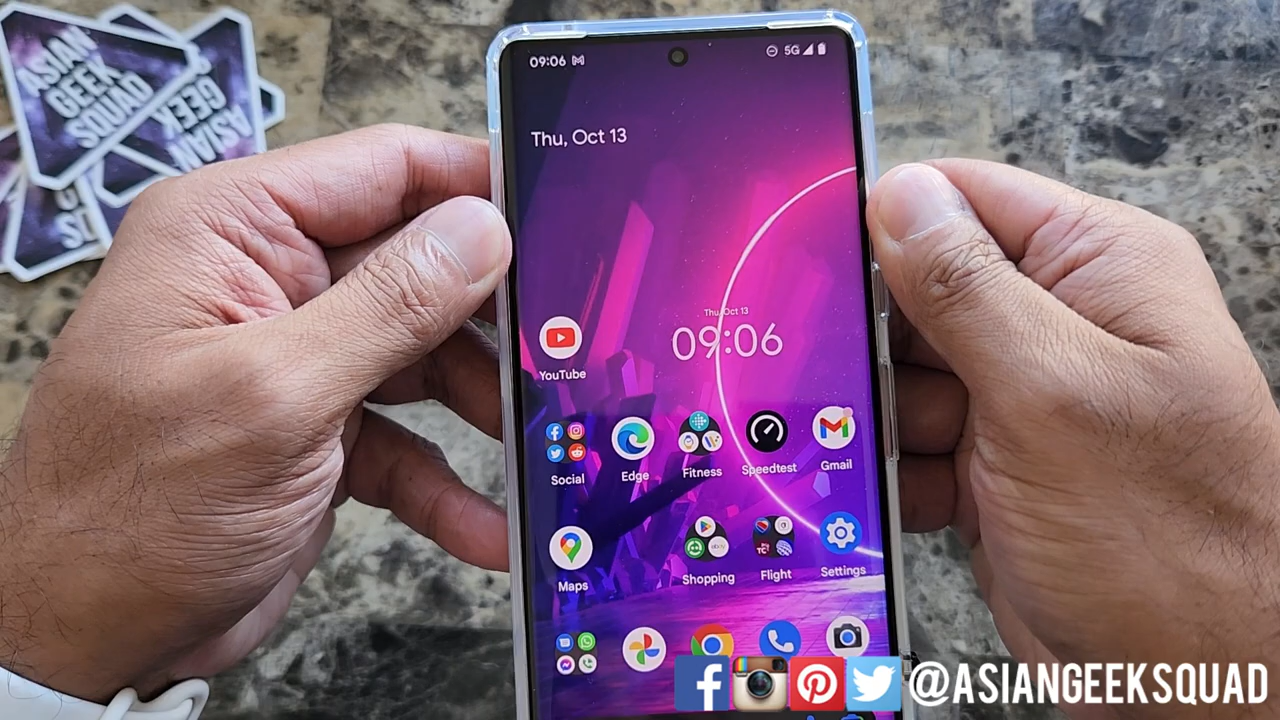 ASIAN
GEEK
SQUAD
GEEK
ASIAN
09:06
5G
Thu, Oct 13
Thu, Oct 13
09:06
YouTube
Social
Edge
Fitness
Speedtest
Gmail
Maps
Shopping
Flight
Settings
@ASIANGEEKSQUAD